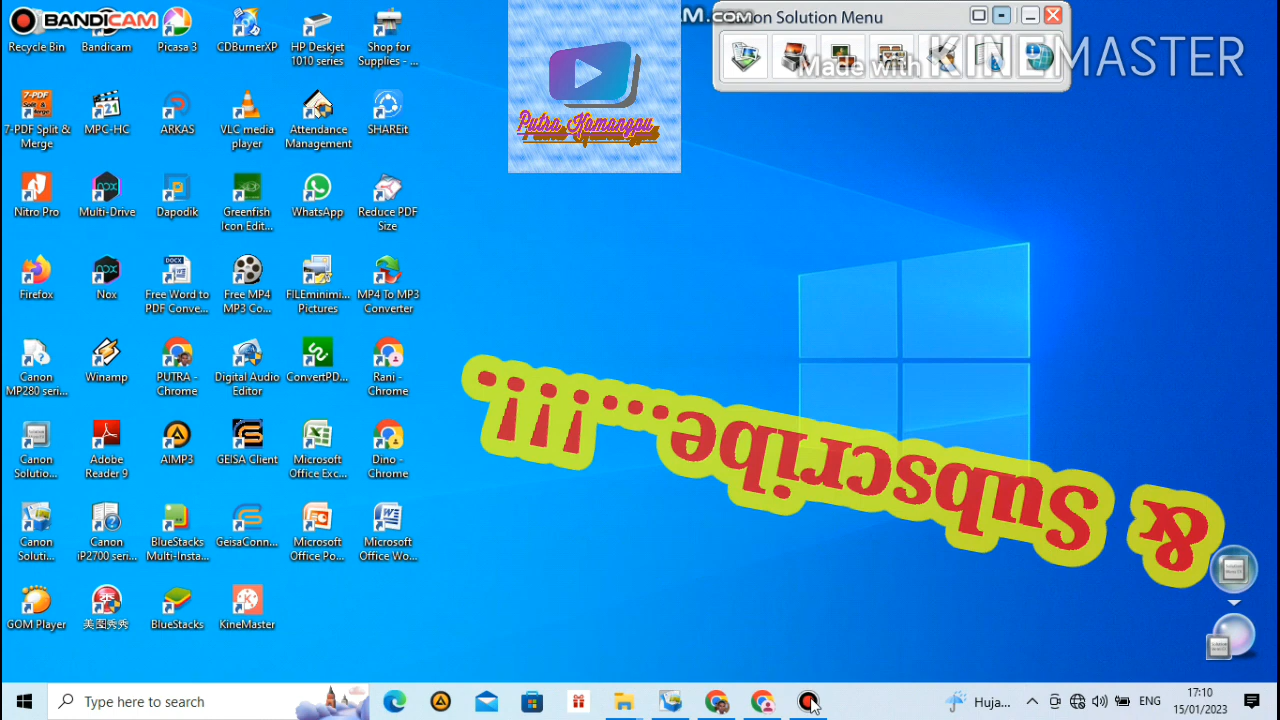 BANDICAM
M.COM
on Solution Menu
Made with KINEMASTER
Putra Kamangpu
Recycle Bin
Bandicam
Picasa 3
CDBurnerXP
HP Deskjet
1010 series
Shop for
Supplies - ...
7-PDF Split &
Merge
MPC-HC
ARKAS
VLC media
player
Attendance
Management
SHAREit
Nitro Pro
Multi-Drive
Dapodik
Greenfish
Icon Edit...
WhatsApp
Reduce PDF
Size
Firefox
Nox
Free Word to
PDF Conve...
Free MP4
MP3 Co...
FILEminimi...
Pictures
MP4 To MP3
Converter
Canon
MP280 seri...
Winamp
PUTRA -
Chrome
Digital Audio
Editor
ConvertPD...
Rani -
Chrome
Canon
Solutio...
Adobe
Reader 9
AIMP3
GEISA Client
Microsoft
Office Exc...
Dino -
Chrome
Canon
Soluti...
Canon
iP2700 seri...
BlueStacks
Multi-Insta...
GeisaConn...
Microsoft
Office Po...
Microsoft
Office Wo...
GOM Player
美图秀秀
BlueStacks
KineMaster
& Subscribe...!!!.
Type here to search
Huja...
ENG
17:10
15/01/2023